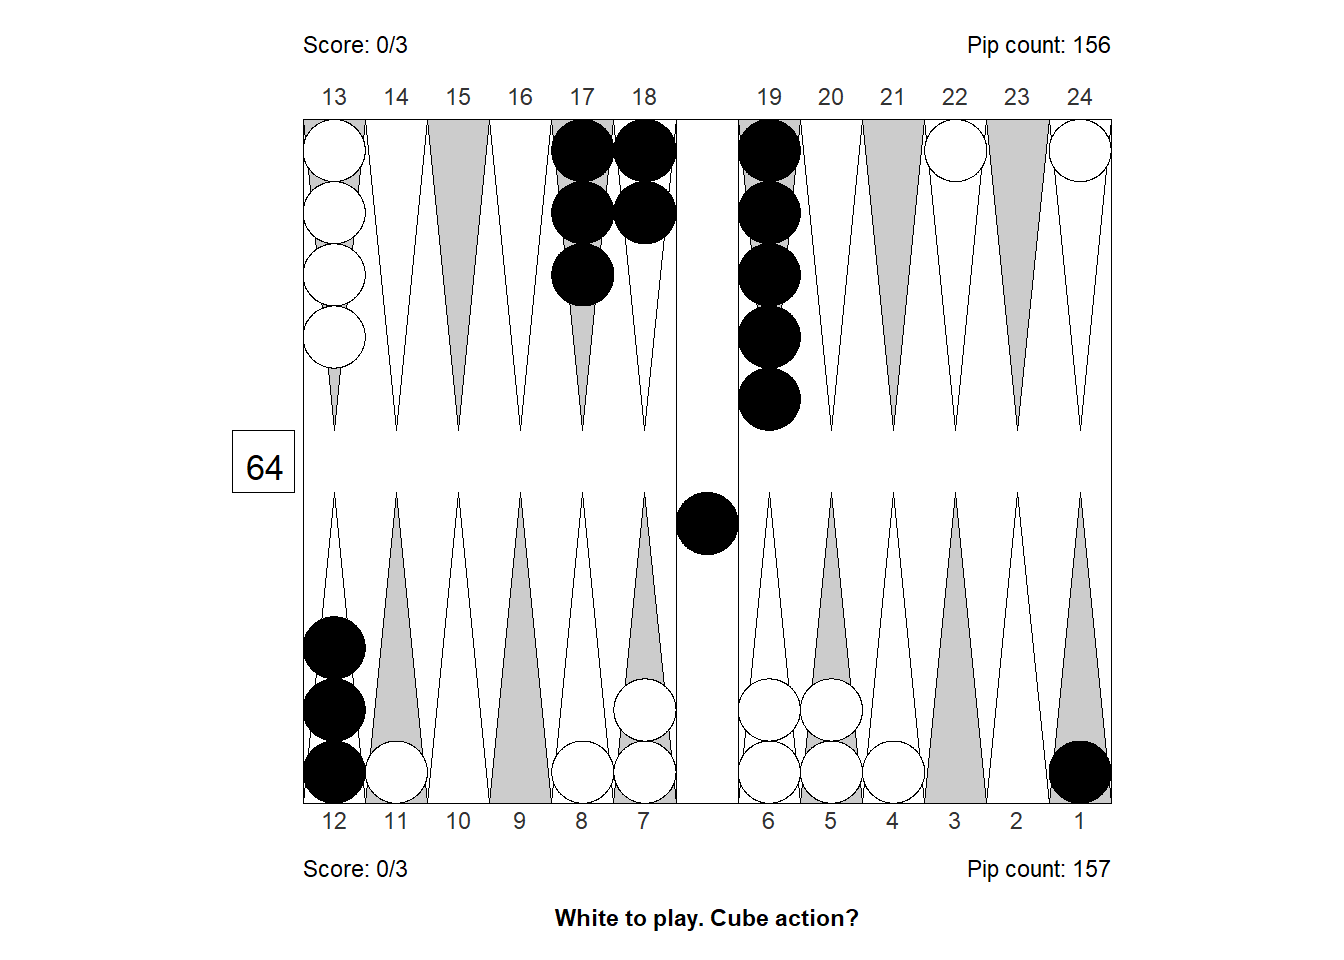 Score: 0/3 Pip count: 156
13 14 15 16 17 18 19 20 21 22 23 24
64
12 11 10 9 8 7 6 5 4 3 2 1
Score: 0/3 Pip count: 157
White to play. Cube action?